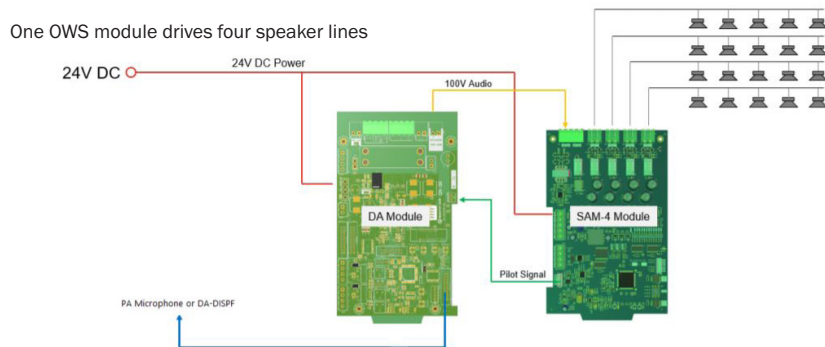 One OWS module drives four speaker lines
24V DC
24V DC Power
100V Audio
DA Module
SAM-4 Module
Pilot Signal
PA Microphone or DA-DISPF